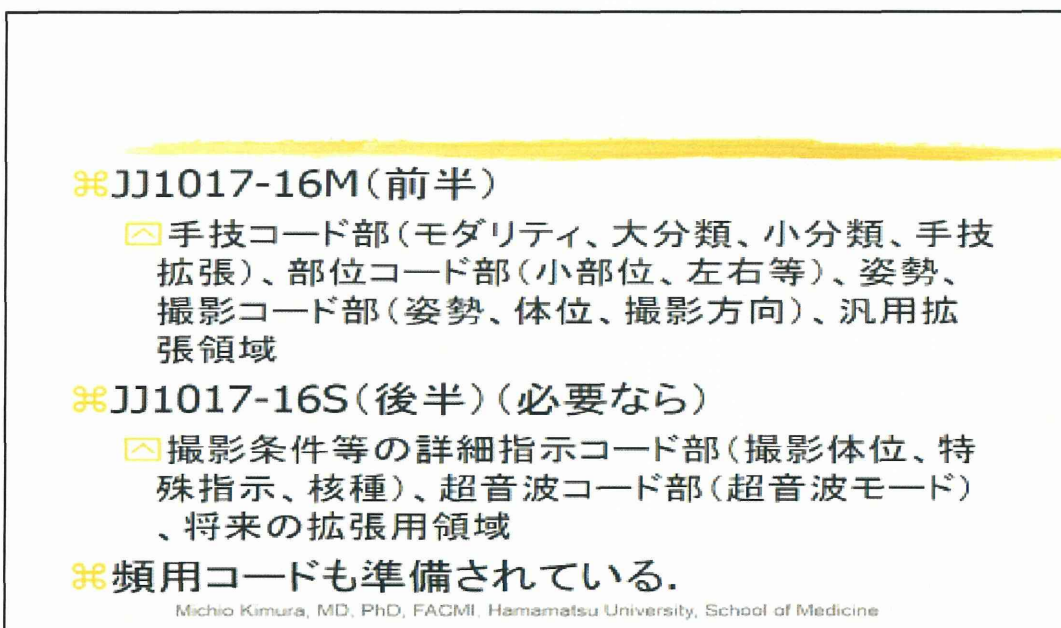 ⌘JJ1017-16M(前半)
手技コード部(モダリティ、大分類、小分類、手技
拡張)、部位コード部(小部位、左右等)、姿勢、
撮影コード部(姿勢、体位、撮影方向)、汎用拡
張領域
⌘JJ1017-16S(後半)(必要なら)
撮影条件等の詳細指示コード部(撮影体位、特
殊指示、核種)、超音波コード部(超音波モード)
、将来の拡張用領域
⌘頻用コードも準備されている.
Michio Kimura, MD, PhD, FACMI, Hamamatsu University, School of Medicine